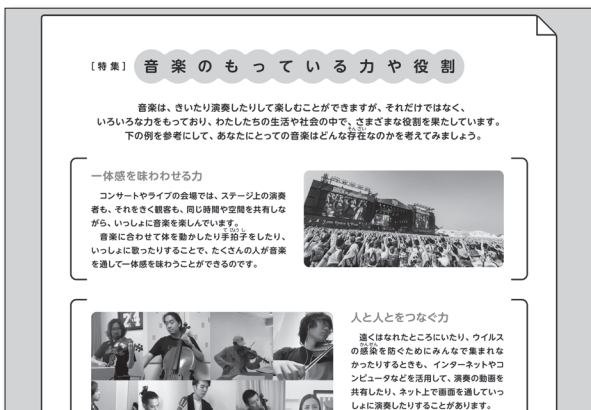 [特集] 音楽のもっている力や役割
音楽は、きいたり演奏したりして楽しむことができますが、それだけではなく、
いろいろな力をもっており、わたしたちの生活や社会の中で、さまざまな役割を果たしています。
下の例を参考にして、あなたにとっての音楽はどんな存在なのかを考えてみましょう。
そんざい
一体感を味わわせる力
コンサートやライブの会場では、ステージ上の演奏
者も、それをきく観客も、同じ時間や空間を共有しな
がら、いっしょに音楽を楽しんでいます。
音楽に合わせて体を動かしたり手拍子をしたり、
てびょうし
いっしょに歌ったりすることで、たくさんの人が音楽
を通して一体感を味わうことができるのです。
人と人とをつなぐ力
遠くはなれたところにいたり、ウイルス
の感染を防ぐためにみんなで集まれな
かんせん
かったりするときも、インターネットやコ
ンピュータなどを活用して、演奏の動画を
共有したり、ネット上で画面を通していっ
しょに演奏したりすることがあります。